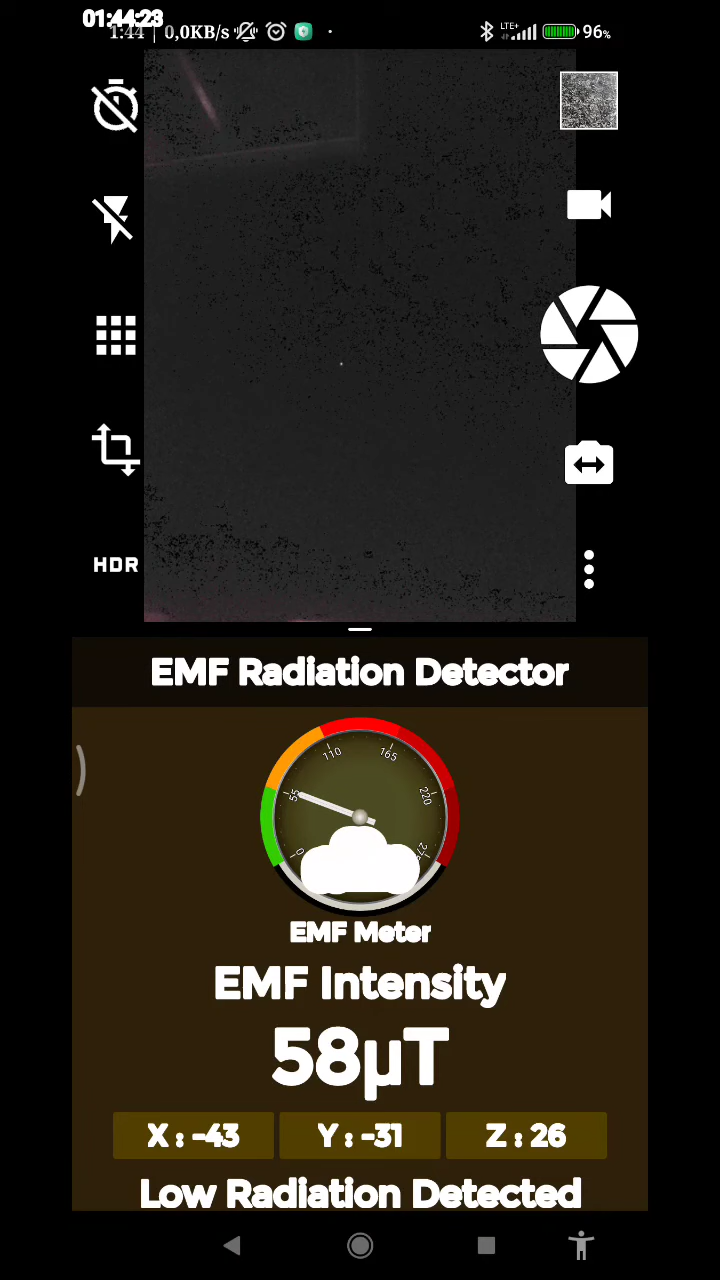 01:44:23
1:44 | 0,0KB/s LTE+ 96%
HDR
EMF Radiation Detector
0 55 110 165 220
EMF Meter
EMF Intensity
58µT
X : -43 Y : -31 Z : 26
Low Radiation Detected